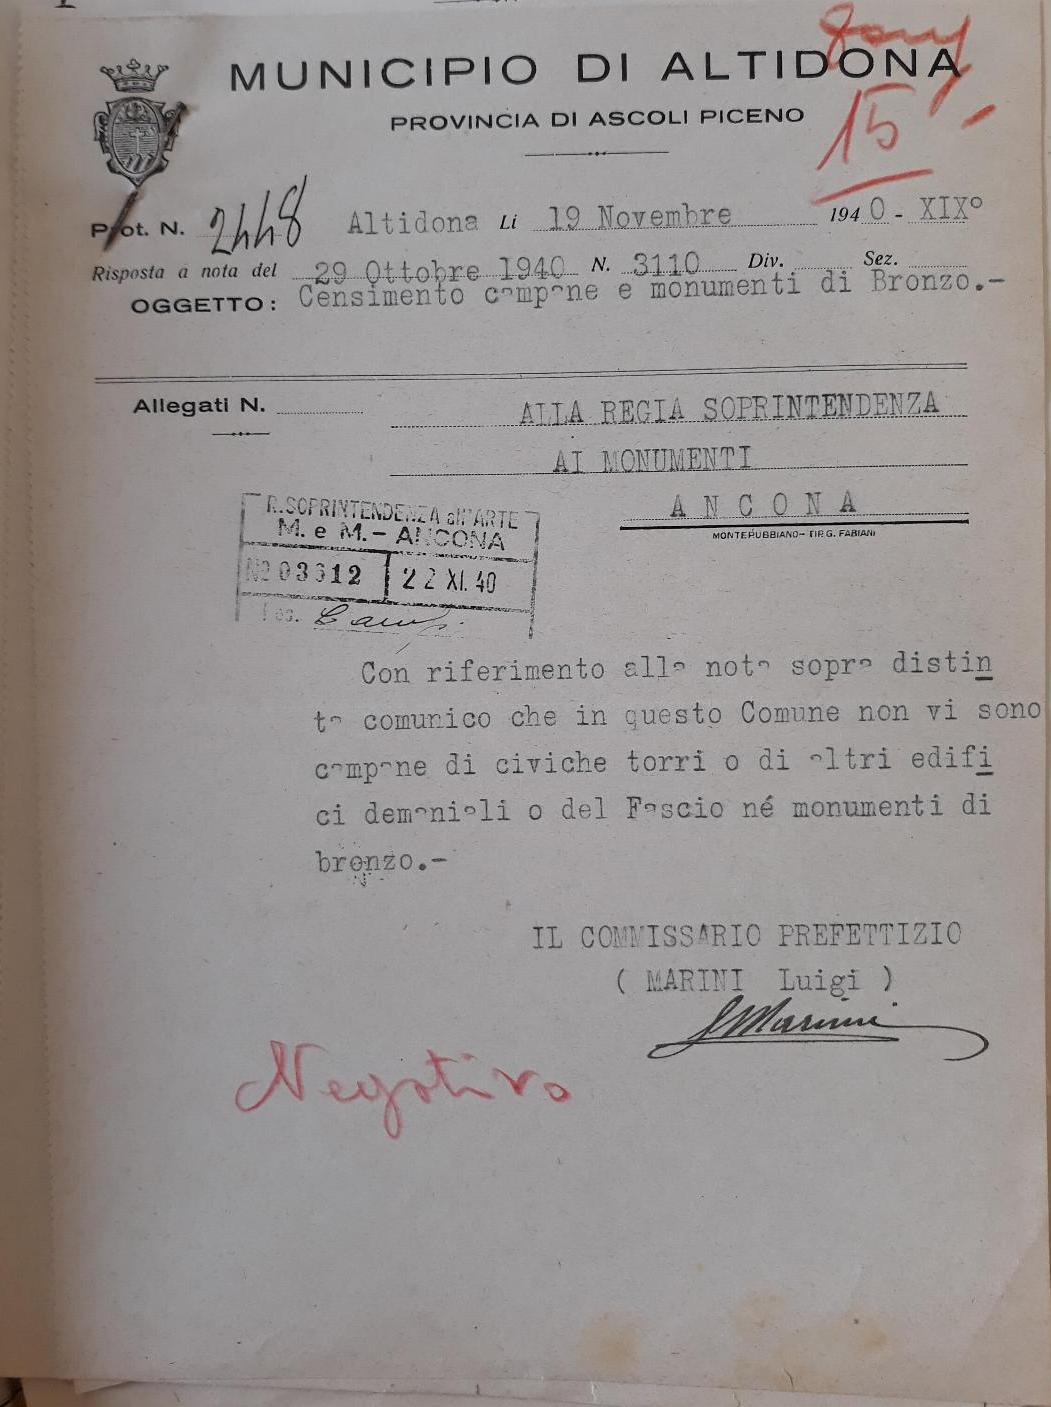 MUNICIPIO DI ALTIDONA
PROVINCIA DI ASCOLI PICENO
15
Prot. N. 2448 Altidona Li 19 Novembre 1940 - XIX°
Risposta a nota del 29 Ottobre 1940 N. 3110 Div. Sez.
OGGETTO: Censimento campane e monumenti di Bronzo.-
Allegati N.
ALLA REGIA SOPRINTENDENZA
AI MONUMENTI
ANCONA
MONTERUBBIANO- TIP. G. FABIANI
R. SOPRINTENDENZA all'ARTE
M. e M. - ANCONA
No 03612 22 XI. 40
Pos.
Con riferimento alla nota sopra distin
ta comunico che in questo Comune non vi sono
campane di civiche torri o di altri edifi
ci demaniali o del Fascio né monumenti di
bronzo.-
IL COMMISSARIO PREFETTIZIO
( MARINI Luigi )
LMarini
Negativo